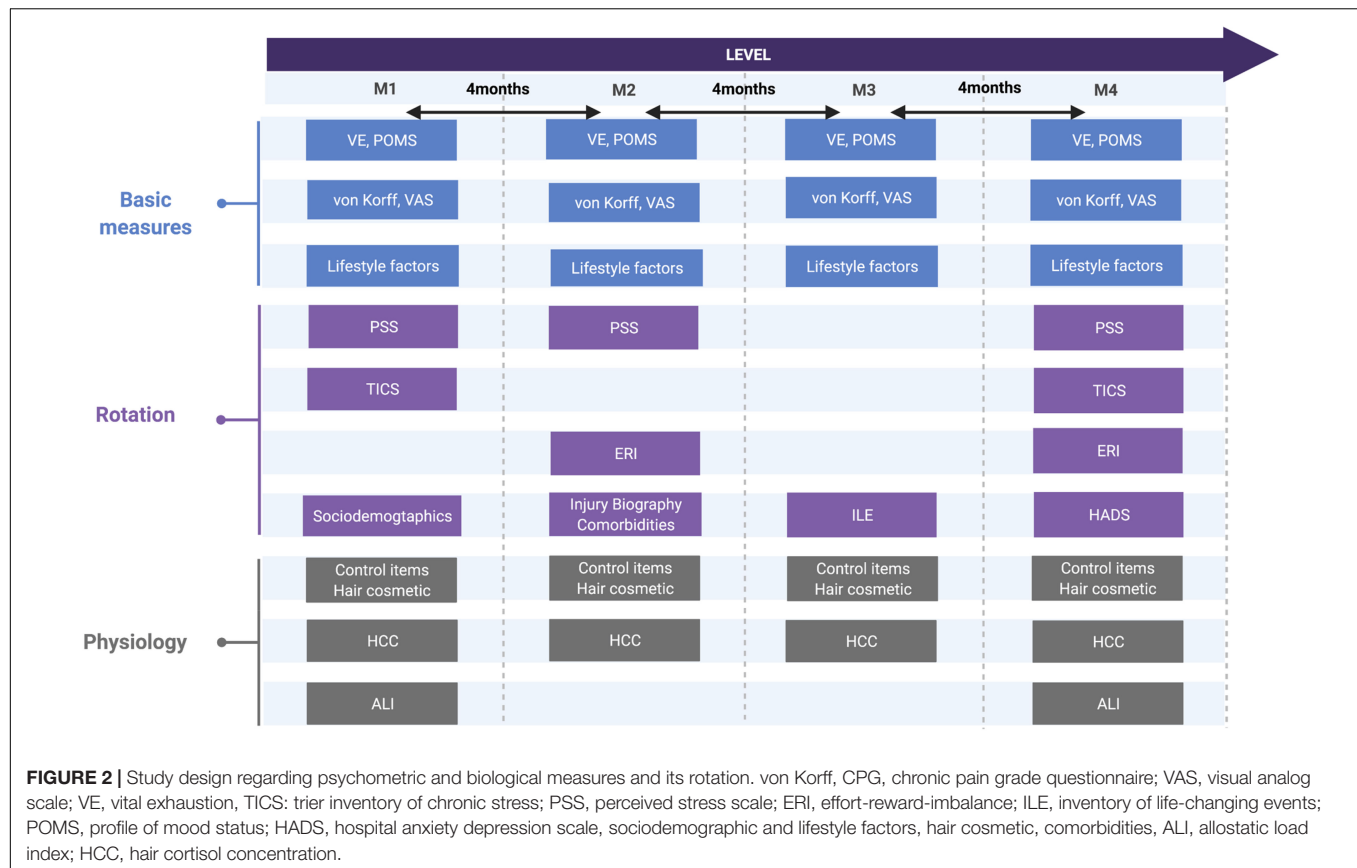 LEVEL
M1 4months M2 4months M3 4months M4
Basic
measures
VE, POMS VE, POMS VE, POMS VE, POMS
von Korff, VAS von Korff, VAS von Korff, VAS von Korff, VAS
Lifestyle factors Lifestyle factors Lifestyle factors Lifestyle factors
Rotation
PSS PSS PSS
TICS TICS
ERI ERI
Sociodemogtaphics Injury Biography ILE HADS
Comorbidities
Physiology
Control items Control items Control items Control items
Hair cosmetic Hair cosmetic Hair cosmetic Hair cosmetic
HCC HCC HCC HCC
ALI ALI
FIGURE 2 | Study design regarding psychometric and biological measures and its rotation. von Korff, CPG, chronic pain grade questionnaire; VAS, visual analog
scale; VE, vital exhaustion, TICS: trier inventory of chronic stress; PSS, perceived stress scale; ERI, effort-reward-imbalance; ILE, inventory of life-changing events;
POMS, profile of mood status; HADS, hospital anxiety depression scale, sociodemographic and lifestyle factors, hair cosmetic, comorbidities, ALI, allostatic load
index; HCC, hair cortisol concentration.